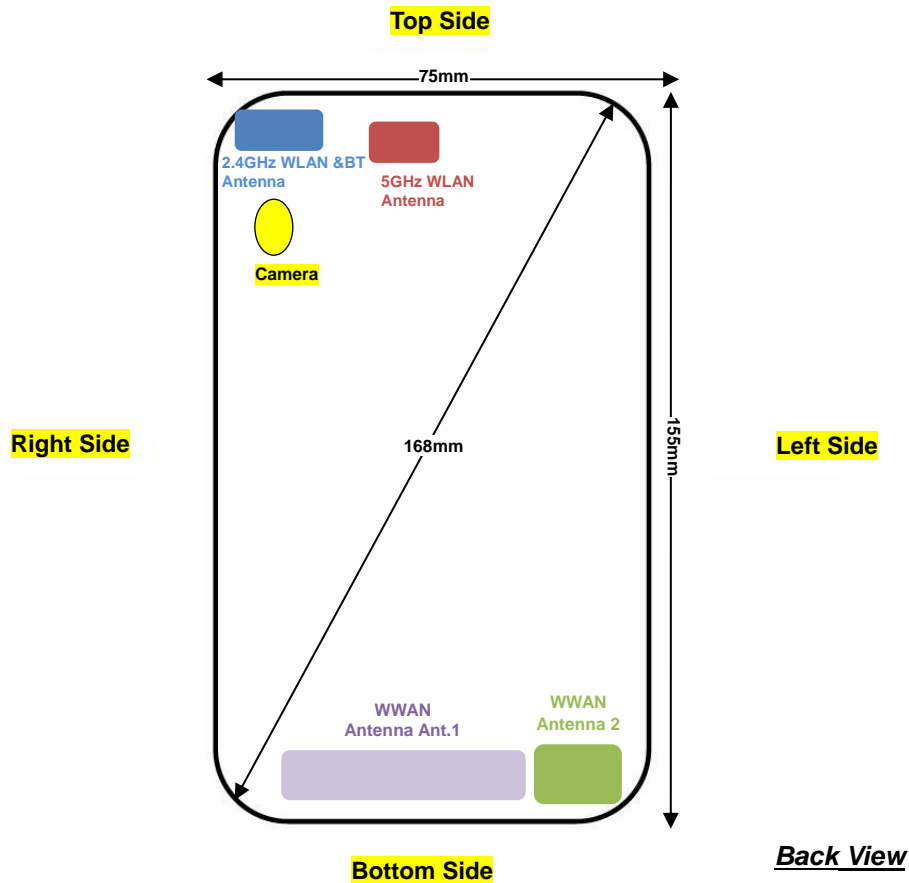 Top Side
75mm
2.4GHz WLAN &BT
Antenna
5GHz WLAN
Antenna
Camera
Right Side
168mm
155mm
Left Side
WWAN
Antenna Ant.1
WWAN
Antenna 2
Bottom Side
Back View